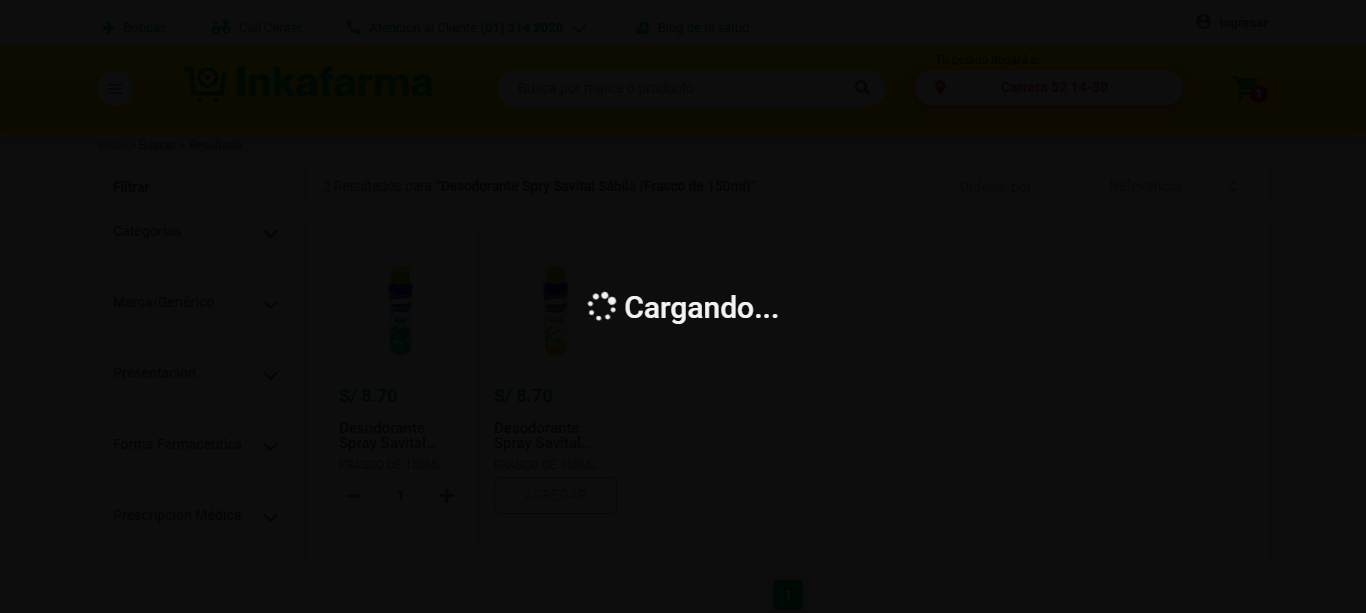 Boticas
Call Center
Atención al Cliente (01) 314 2020
Blog de la salud
Ingresar
Inkafarma
Busca por marca o producto
Tu pedido llegará a:
Carrera 52 14-30
1
Inicio > Buscar > Resultado
Filtrar
Categorías
Marca/Genérico
Presentación
Forma Farmaceutica
Prescripción Médica
2 Resultados para "Desodorante Spry Savital Sábila (Frasco de 150ml)"
Ordenar por
Relevancia
S/ 8.70
Desodorante
Spray Savital...
FRASCO DE 150ML
1
S/ 8.70
Desodorante
Spray Savital...
FRASCO DE 150ML
AGREGAR
Cargando...
1